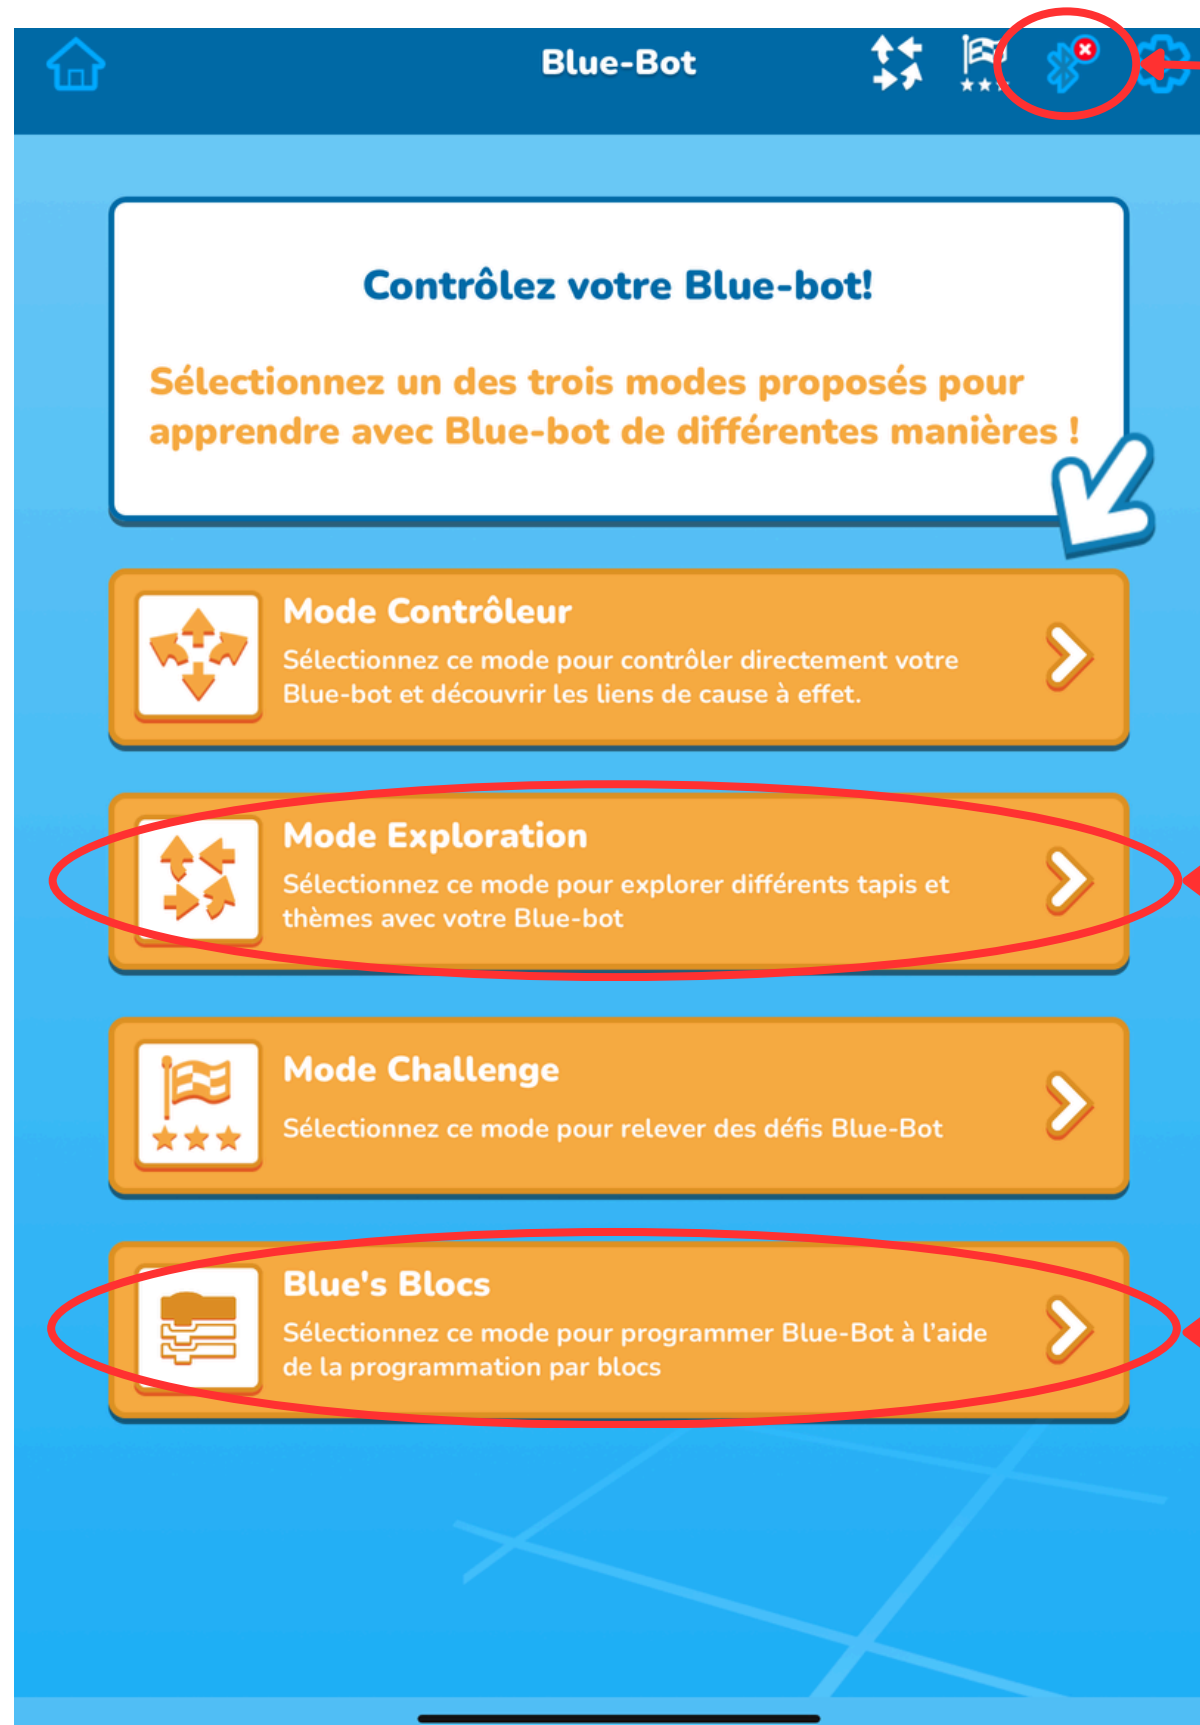 Blue-Bot
Contrôlez votre Blue-bot!
Sélectionnez un des trois modes proposés pour
apprendre avec Blue-bot de différentes manières !
Mode Contrôleur
Sélectionnez ce mode pour contrôler directement votre
Blue-bot et découvrir les liens de cause à effet.
Mode Exploration
Sélectionnez ce mode pour explorer différents tapis et
thèmes avec votre Blue-bot
Mode Challenge
Sélectionnez ce mode pour relever des défis Blue-Bot
Blue's Blocs
Sélectionnez ce mode pour programmer Blue-Bot à l'aide
de la programmation par blocs